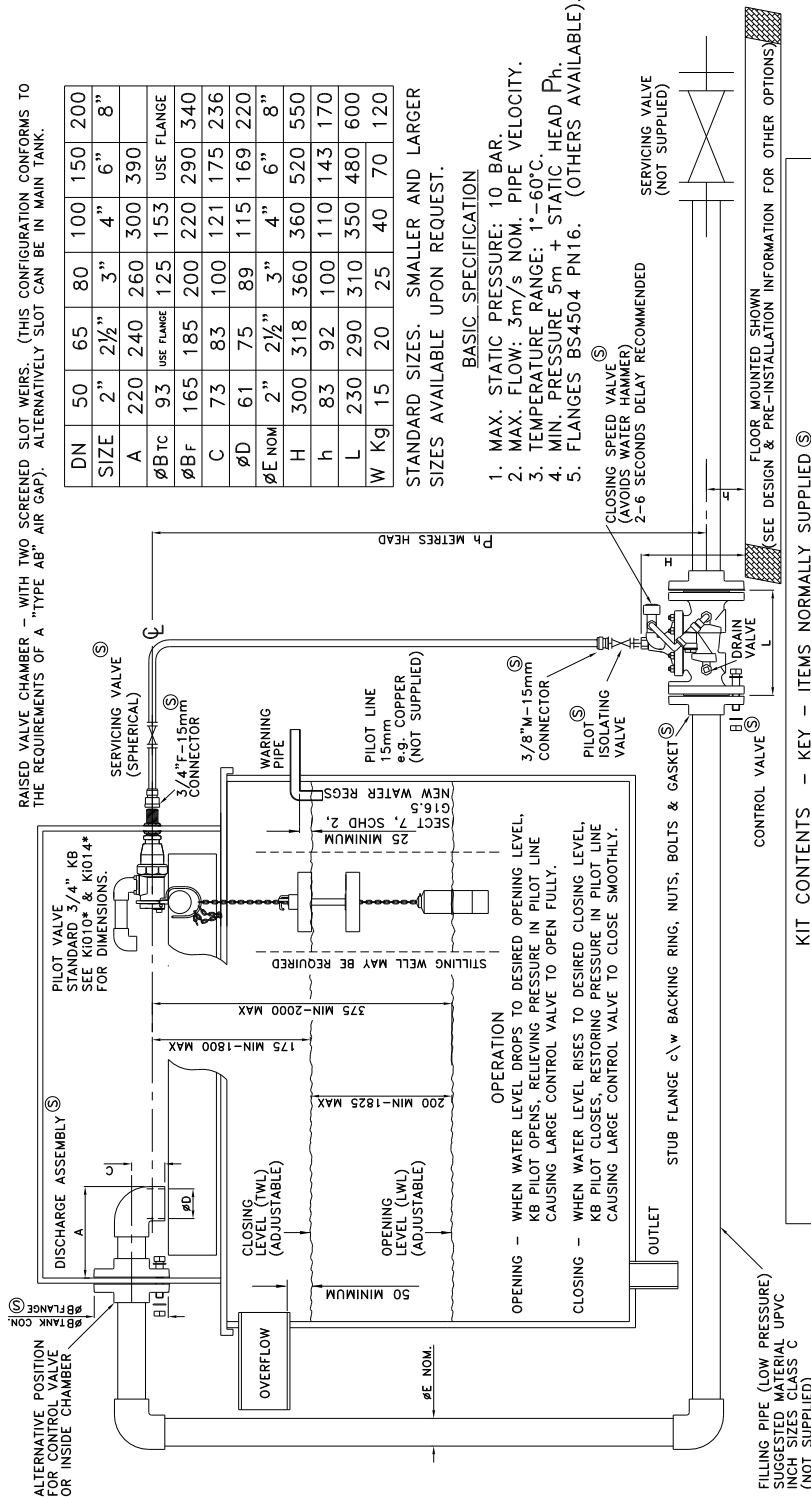 RAISED VALVE CHAMBER – WITH TWO SCREENED SLOT WEIRS. (THIS CONFIGURATION CONFORMS TO
THE REQUIREMENTS OF A "TYPE AB" AIR GAP). ALTERNATIVELY SLOT CAN BE IN MAIN TANK.
DN 50 65 80 100 150 200
SIZE 2" 2½" 3" 4" 6" 8"
A 220 240 260 300 390
øB TC 93 USE FLANGE 125 153 USE FLANGE
øB F 165 185 200 220 290 340
C 73 83 100 121 175 236
øD 61 75 89 115 169 220
øE NOM 2" 2½" 3" 4" 6" 8"
H 300 318 360 360 520 550
h 83 92 100 110 143 170
L 230 290 310 350 480 600
W Kg 15 20 25 40 70 120
STANDARD SIZES. SMALLER AND LARGER
SIZES AVAILABLE UPON REQUEST.
BASIC SPECIFICATION
1. MAX. STATIC PRESSURE: 10 BAR.
2. MAX. FLOW: 3m/s NOM. PIPE VELOCITY.
3. TEMPERATURE RANGE: 1°–60°C.
4. MIN. PRESSURE 5m + STATIC HEAD Ph.
5. FLANGES BS4504 PN16. (OTHERS AVAILABLE).
ALTERNATIVE POSITION
FOR CONTROL VALVE
OR INSIDE CHAMBER
øB TANK CON.
øB FLANGE Ⓢ
DISCHARGE ASSEMBLY Ⓢ
A
C
øD
PILOT VALVE
STANDARD 3/4" KB
SEE Ki010* & Ki014*
FOR DIMENSIONS.
SERVICING VALVE Ⓢ
(SPHERICAL)
3/4"F–15mm Ⓢ
CONNECTOR
CL
Ph METRES HEAD
OVERFLOW
WARNING
PIPE
25 MINIMUM
SECT 7, SCHD 2,
G16.5
NEW WATER REGS
PILOT LINE
15mm
e.g. COPPER
(NOT SUPPLIED)
CLOSING
LEVEL (TWL)
(ADJUSTABLE)
OPENING
LEVEL (LWL)
(ADJUSTABLE)
50 MINIMUM
175 MIN–1800 MAX
375 MIN–2000 MAX
200 MIN–1825 MAX
STILLING WELL MAY BE REQUIRED
øE NOM.
OPERATION
OPENING – WHEN WATER LEVEL DROPS TO DESIRED OPENING LEVEL,
KB PILOT OPENS, RELIEVING PRESSURE IN PILOT LINE
CAUSING LARGE CONTROL VALVE TO OPEN FULLY.
CLOSING – WHEN WATER LEVEL RISES TO DESIRED CLOSING LEVEL,
KB PILOT CLOSES, RESTORING PRESSURE IN PILOT LINE
CAUSING LARGE CONTROL VALVE TO CLOSE SMOOTHLY.
OUTLET
3/8"M–15mm Ⓢ
CONNECTOR
PILOT Ⓢ
ISOLATING
VALVE
CLOSING SPEED VALVE Ⓢ
(AVOIDS WATER HAMMER)
2–6 SECONDS DELAY RECOMMENDED
SERVICING VALVE
(NOT SUPPLIED)
H
h
L
DRAIN
VALVE
STUB FLANGE c\w BACKING RING, NUTS, BOLTS & GASKET Ⓢ
CONTROL VALVE Ⓢ
FLOOR MOUNTED SHOWN
(SEE DESIGN & PRE–INSTALLATION INFORMATION FOR OTHER OPTIONS)
FILLING PIPE (LOW PRESSURE)
SUGGESTED MATERIAL UPVC
INCH SIZES CLASS C
(NOT SUPPLIED)
KIT CONTENTS – KEY – ITEMS NORMALLY SUPPLIED Ⓢ